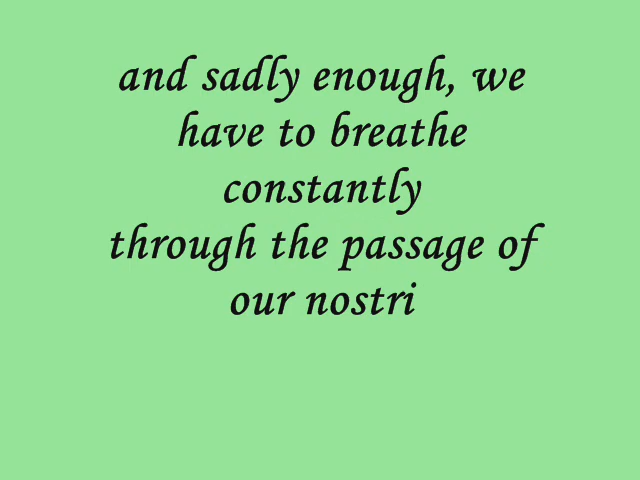 and sadly enough, we
have to breathe
constantly
through the passage of
our nostri